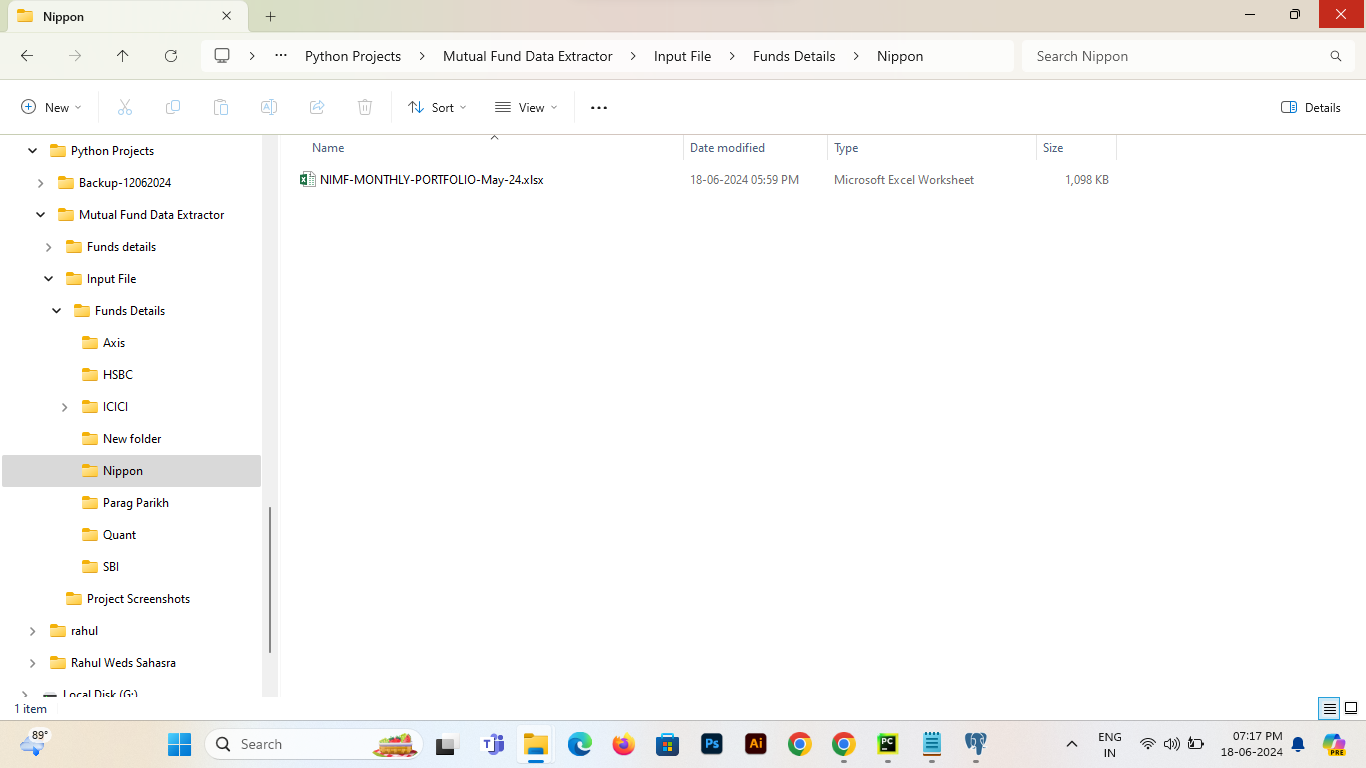 Nippon
Python Projects
Mutual Fund Data Extractor
Input File
Funds Details
Nippon
Search Nippon
New
Sort
View
Details
Python Projects
Backup-12062024
Mutual Fund Data Extractor
Funds details
Input File
Funds Details
Axis
HSBC
ICICI
New folder
Nippon
Parag Parikh
Quant
SBI
Project Screenshots
rahul
Rahul Weds Sahasra
Local Disk (G:)
Name
Date modified
Type
Size
NIMF-MONTHLY-PORTFOLIO-May-24.xlsx
18-06-2024 05:59 PM
Microsoft Excel Worksheet
1,098 KB
1 item
89°
Search
Ps
Ai
PC
ENG
IN
07:17 PM
18-06-2024
PRE